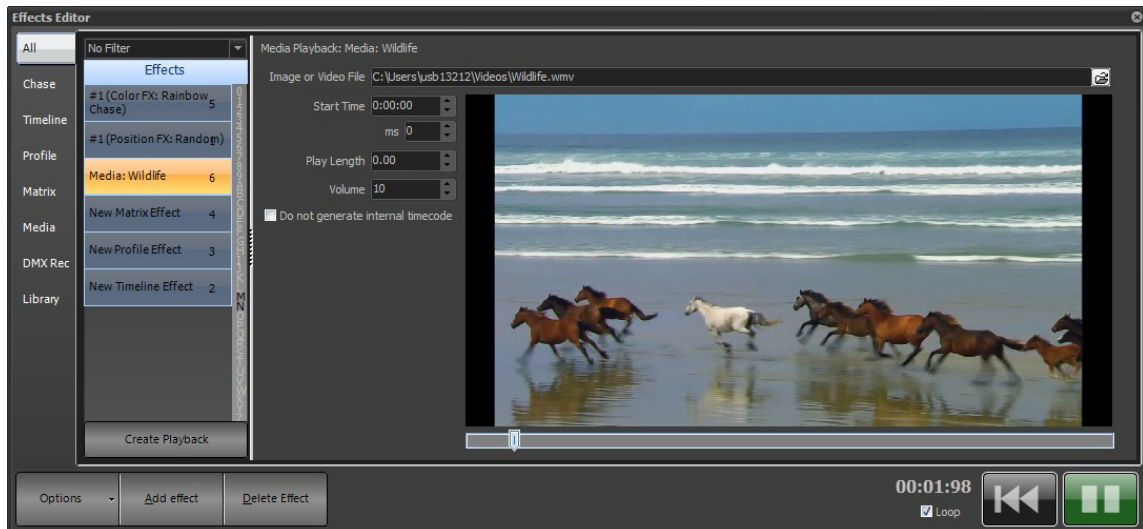 Effects Editor
All
Chase
Timeline
Profile
Matrix
Media
DMX Rec
Library
No Filter
Effects
#1 (Color FX: Rainbow
Chase)
5
#1 (Position FX: Random)
Media: Wildlife 6
New Matrix Effect 4
New Profile Effect 3
New Timeline Effect 2
M
N
Create Playback
Media Playback: Media: Wildlife
Image or Video File C:\Users\usb13212\Videos\Wildlife.wmv
Start Time 0:00:00
ms 0
Play Length 0.00
Volume 10
Do not generate internal timecode
Options
Add effect
Delete Effect
00:01:98
Loop